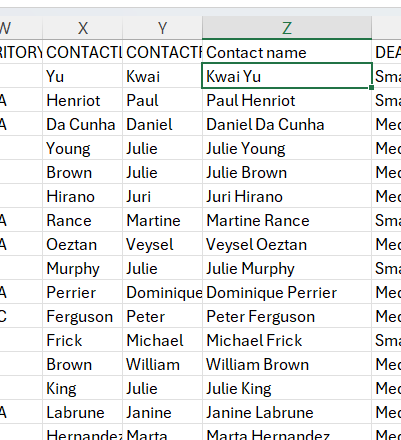 W X Y Z
RITORY CONTACTL CONTACTF Contact name DEA
Yu Kwai Kwai Yu Sma
A Henriot Paul Paul Henriot Sma
A Da Cunha Daniel Daniel Da Cunha Med
Young Julie Julie Young Med
Brown Julie Julie Brown Med
Hirano Juri Juri Hirano Med
A Rance Martine Martine Rance Sma
A Oeztan Veysel Veysel Oeztan Med
Murphy Julie Julie Murphy Sma
A Perrier Dominique Dominique Perrier Med
C Ferguson Peter Peter Ferguson Med
Frick Michael Michael Frick Sma
Brown William William Brown Med
King Julie Julie King Med
A Labrune Janine Janine Labrune Med
Hernandez Marta Marta Hernandez Med